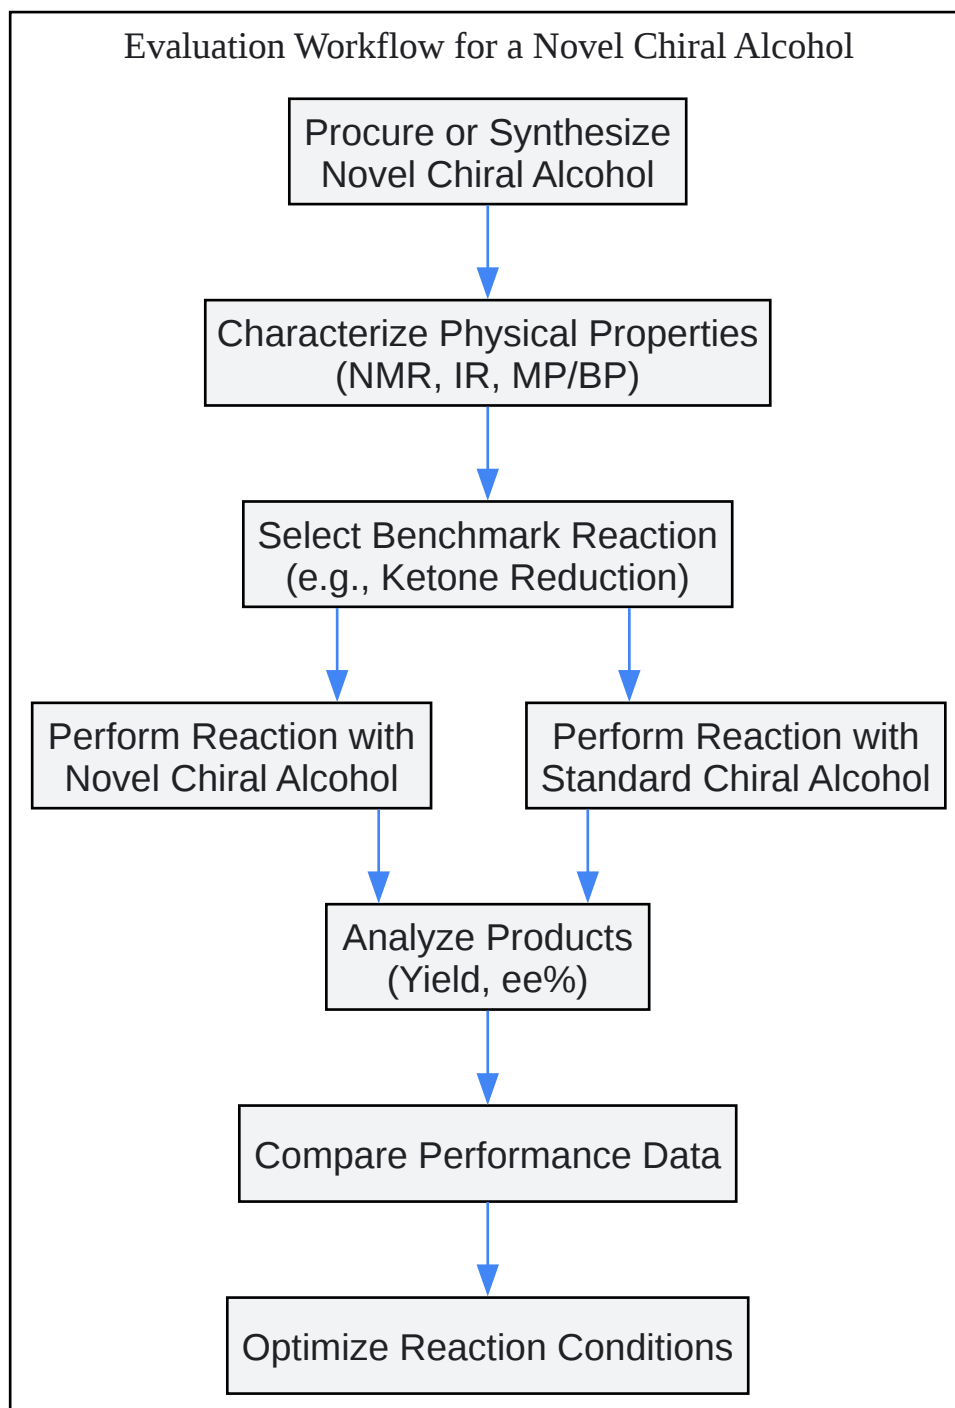 Evaluation Workflow for a Novel Chiral Alcohol
Procure or Synthesize
Novel Chiral Alcohol
Characterize Physical Properties
(NMR, IR, MP/BP)
Select Benchmark Reaction
(e.g., Ketone Reduction)
Perform Reaction with
Novel Chiral Alcohol
Perform Reaction with
Standard Chiral Alcohol
Analyze Products
(Yield, ee%)
Compare Performance Data
Optimize Reaction Conditions